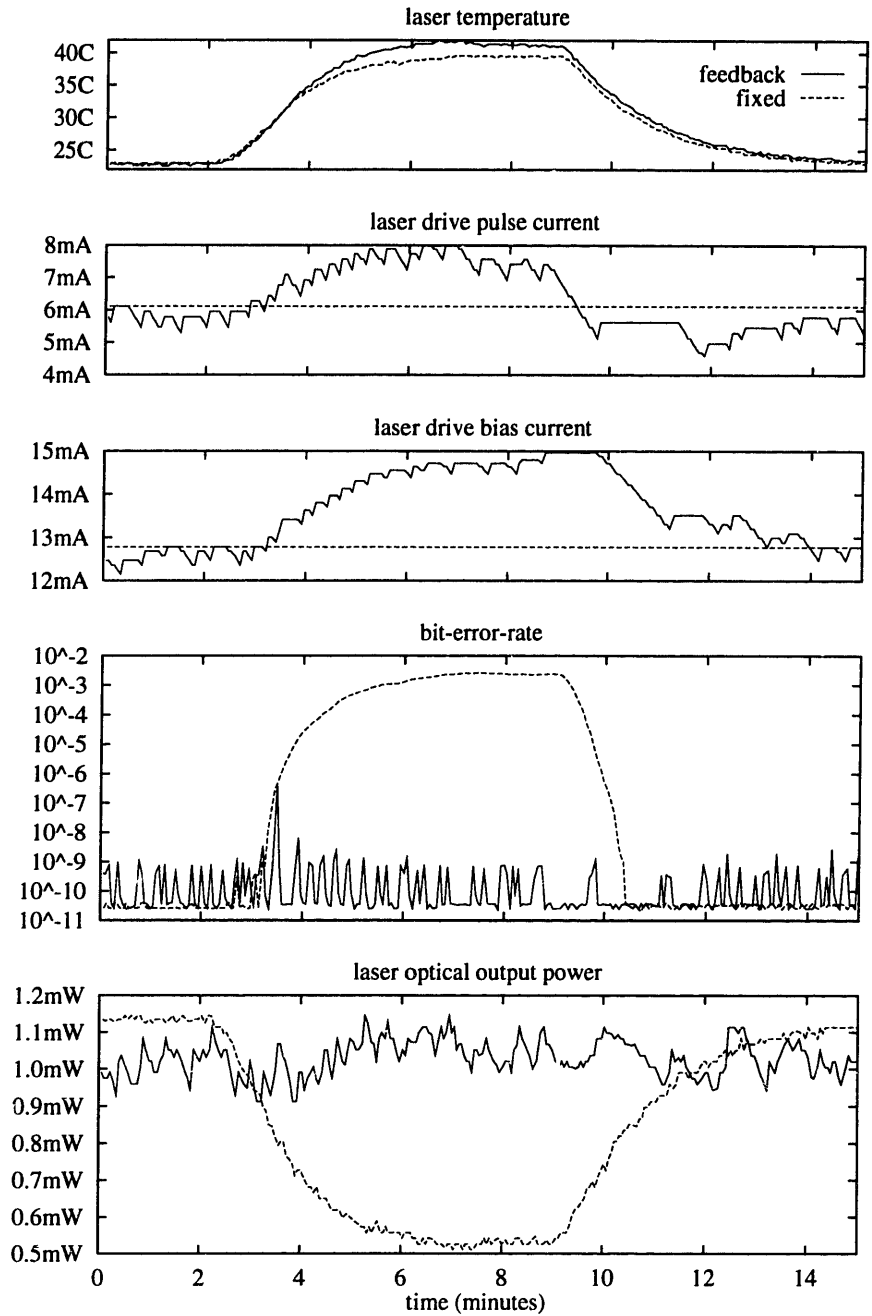 laser temperature
40C
35C
30C
25C
feedback
fixed
laser drive pulse current
8mA
7mA
6mA
5mA
4mA
laser drive bias current
15mA
14mA
13mA
12mA
bit-error-rate
10^-2
10^-3
10^-4
10^-5
10^-6
10^-7
10^-8
10^-9
10^-10
10^-11
laser optical output power
1.2mW
1.1mW
1.0mW
0.9mW
0.8mW
0.7mW
0.6mW
0.5mW
0 2 4 6 8 10 12 14
time (minutes)